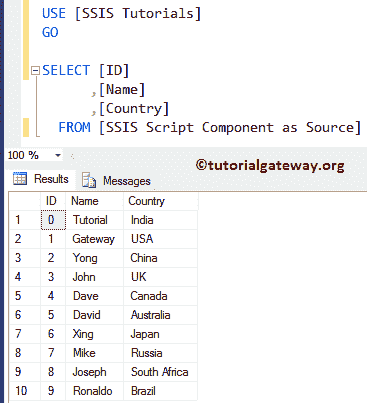 USE [SSIS Tutorials]
GO
SELECT [ID]
,[Name]
,[Country]
FROM [SSIS Script Component as Source]
100 %
©tutorialgateway.org
Results Messages
ID Name Country
1 0 Tutorial India
2 1 Gateway USA
3 2 Yong China
4 3 John UK
5 4 Dave Canada
6 5 David Australia
7 6 Xing Japan
8 7 Mike Russia
9 8 Joseph South Africa
10 9 Ronaldo Brazil